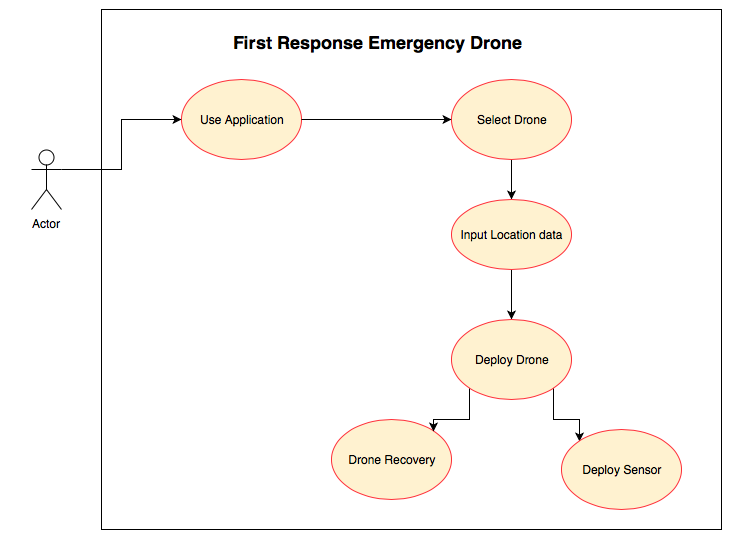 First Response Emergency Drone
Use Application
Select Drone
Actor
Input Location data
Deploy Drone
Drone Recovery
Deploy Sensor